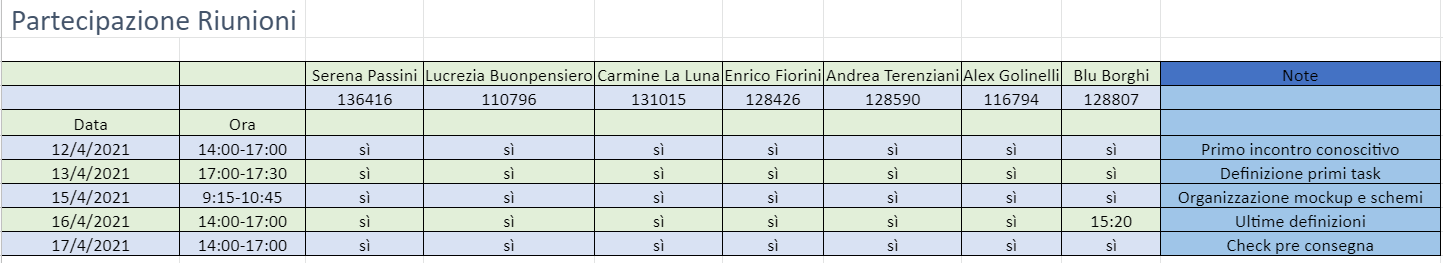 Partecipazione Riunioni
Serena Passini Lucrezia Buonpensiero Carmine La Luna Enrico Fiorini Andrea Terenziani Alex Golinelli Blu Borghi Note
136416 110796 131015 128426 128590 116794 128807
Data Ora
12/4/2021 14:00-17:00 sì sì sì sì sì sì sì Primo incontro conoscitivo
13/4/2021 17:00-17:30 sì sì sì sì sì sì sì Definizione primi task
15/4/2021 9:15-10:45 sì sì sì sì sì sì sì Organizzazione mockup e schemi
16/4/2021 14:00-17:00 sì sì sì sì sì sì 15:20 Ultime definizioni
17/4/2021 14:00-17:00 sì sì sì sì sì sì sì Check pre consegna